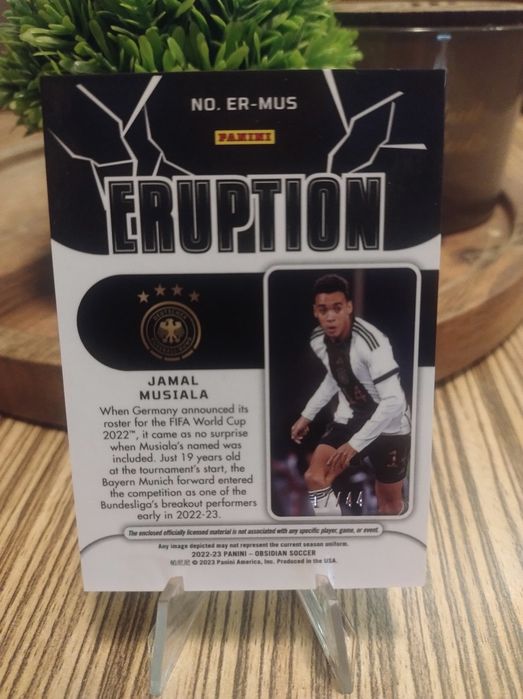 NO. ER-MUS
PANINI
ERUPTION
JAMAL
MUSIALA
When Germany announced its
roster for the FIFA World Cup
2022™, it came as no surprise
when Musiala's named was
included. Just 19 years old
at the tournament's start, the
Bayern Munich forward entered
the competition as one of the
Bundesliga's breakout performers
early in 2022-23.
The enclosed officially licensed material is not associated with any specific player, game, or event.
Any image depicted may not represent the current season uniform.
2022-23 PANINI – OBSIDIAN SOCCER
帕尼尼 © 2023 Panini America, Inc. Produced in the USA.